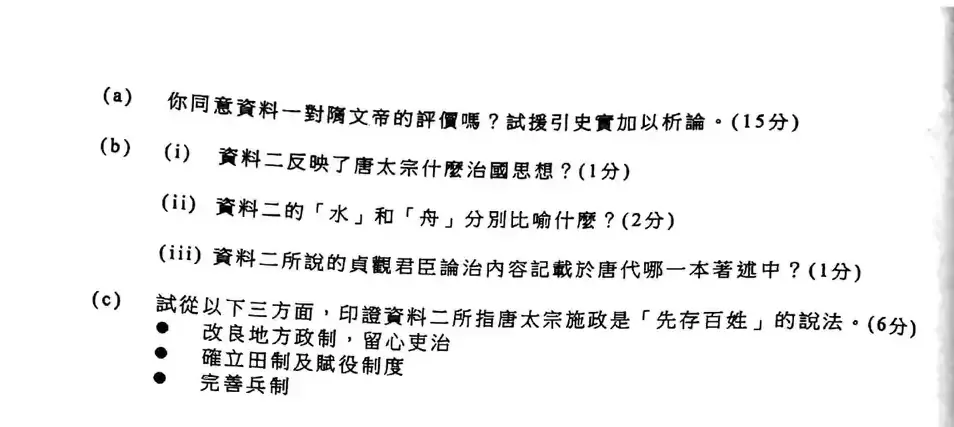 (a) 你同意資料一對隋文帝的評價嗎？試援引史實加以析論。(15分)
(b) (i) 資料二反映了唐太宗什麼治國思想？(1分)
(ii) 資料二的「水」和「舟」分別比喻什麼？(2分)
(iii) 資料二所說的貞觀君臣論治內容記載於唐代哪一本著述中？(1分)
(c) 試從以下三方面，印證資料二所指唐太宗施政是「先存百姓」的說法。(6分)
● 改良地方政制，留心吏治
● 確立田制及賦役制度
● 完善兵制